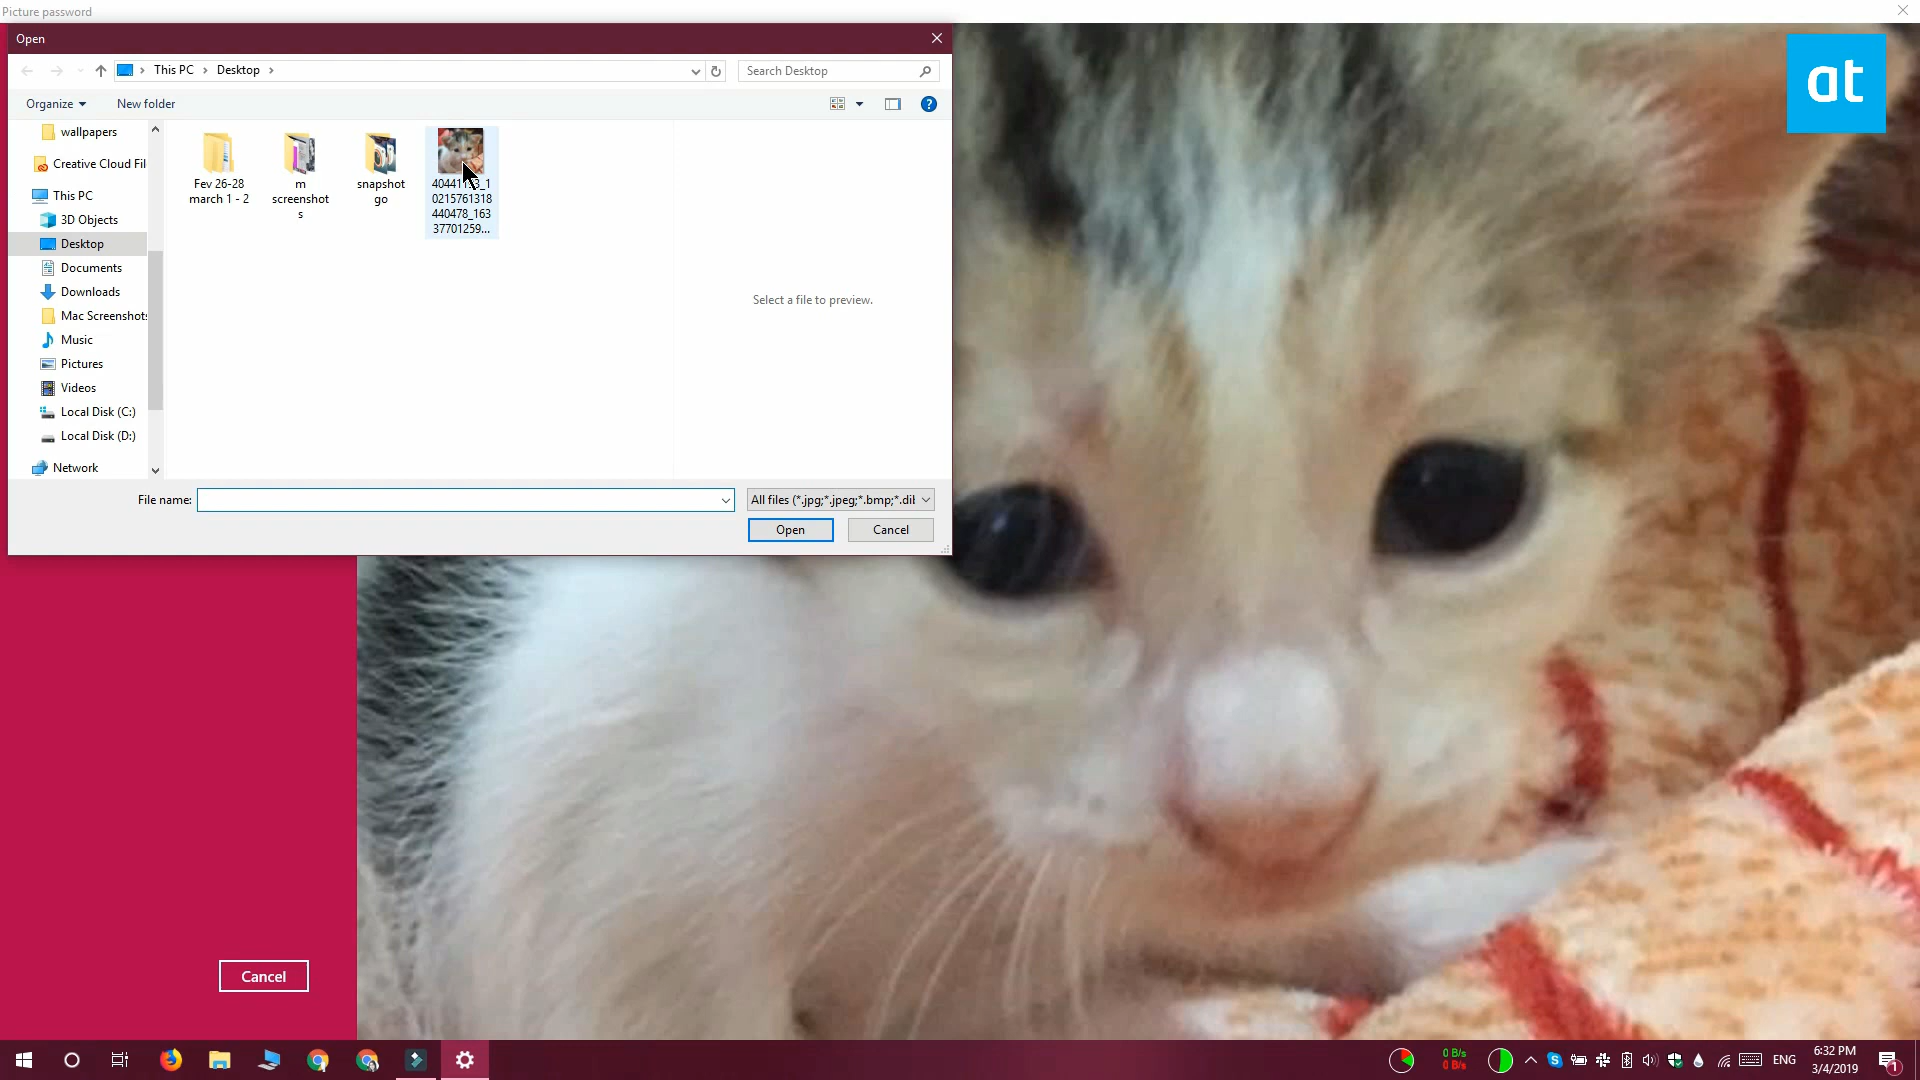 Picture password
Open
This PC
Desktop
Search Desktop
Organize
New folder
wallpapers
Creative Cloud Fil
This PC
3D Objects
Desktop
Documents
Downloads
Mac Screenshots
Music
Pictures
Videos
Local Disk (C:)
Local Disk (D:)
Network
Fev 26-28
march 1 - 2
m
screenshot
s
snapshot
go
0215761318
440478_163
37701259...
Select a file to preview.
File name:
All files (*.jpg;*.jpeg;*.bmp;*.dib
Open
Cancel
at
Cancel
0 B/s
0 B/s
ENG
6:32 PM
3/4/2019
1